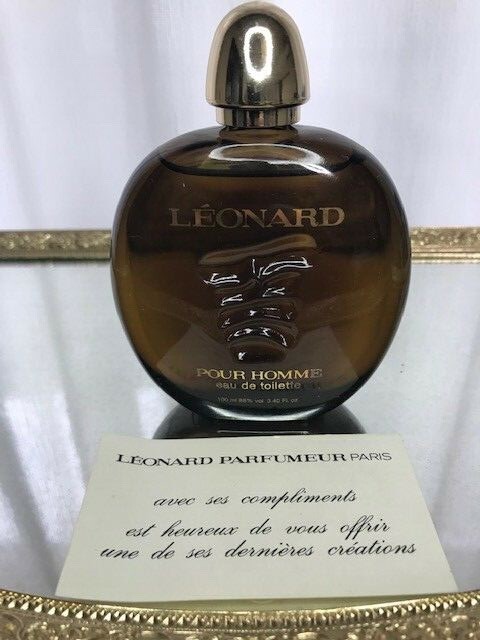 LÉONARD
POUR HOMME
eau de toilette
100 ml 88% vol 3.40 Fl oz
LÉONARD PARFUMEUR PARIS
avec ses compliments
est heureux de vous offrir
une de ses dernières créations